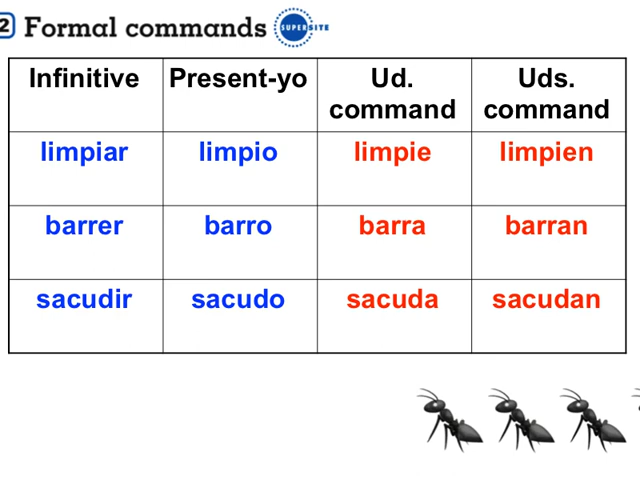 2 Formal commands SUPERSITE
Infinitive Present-yo Ud. command Uds. command
limpiar limpio limpie limpien
barrer barro barra barran
sacudir sacudo sacuda sacudan